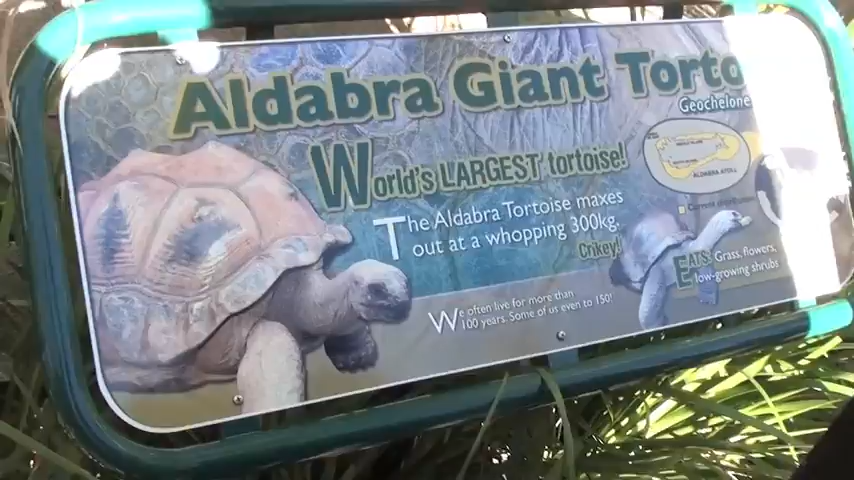 Aldabra Giant Torto
Geochelone
World's LARGEST tortoise!
ALDABRA ATOLL
The Aldabra Tortoise maxes
out at a whopping 300kg.
Crikey!
EATS: Grass, flowers,
low-growing shrubs
We often live for more than
100 years. Some of us even to 150!